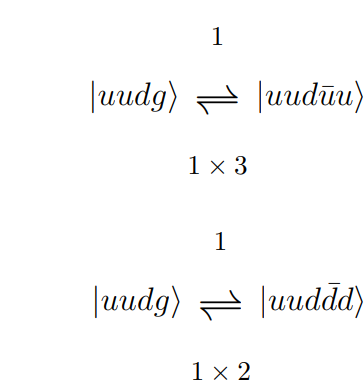 1
|uudg⟩ ⇌ |uudūu⟩
1 × 3
1
|uudg⟩ ⇌ |uudd̄d⟩
1 × 2